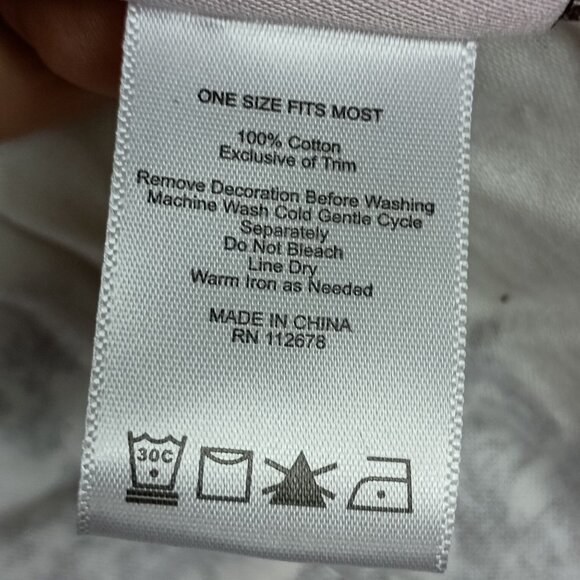 ONE SIZE FITS MOST
100% Cotton
Exclusive of Trim
Remove Decoration Before Washing
Machine Wash Cold Gentle Cycle
Separately
Do Not Bleach
Line Dry
Warm Iron as Needed
MADE IN CHINA
RN 112678
30C